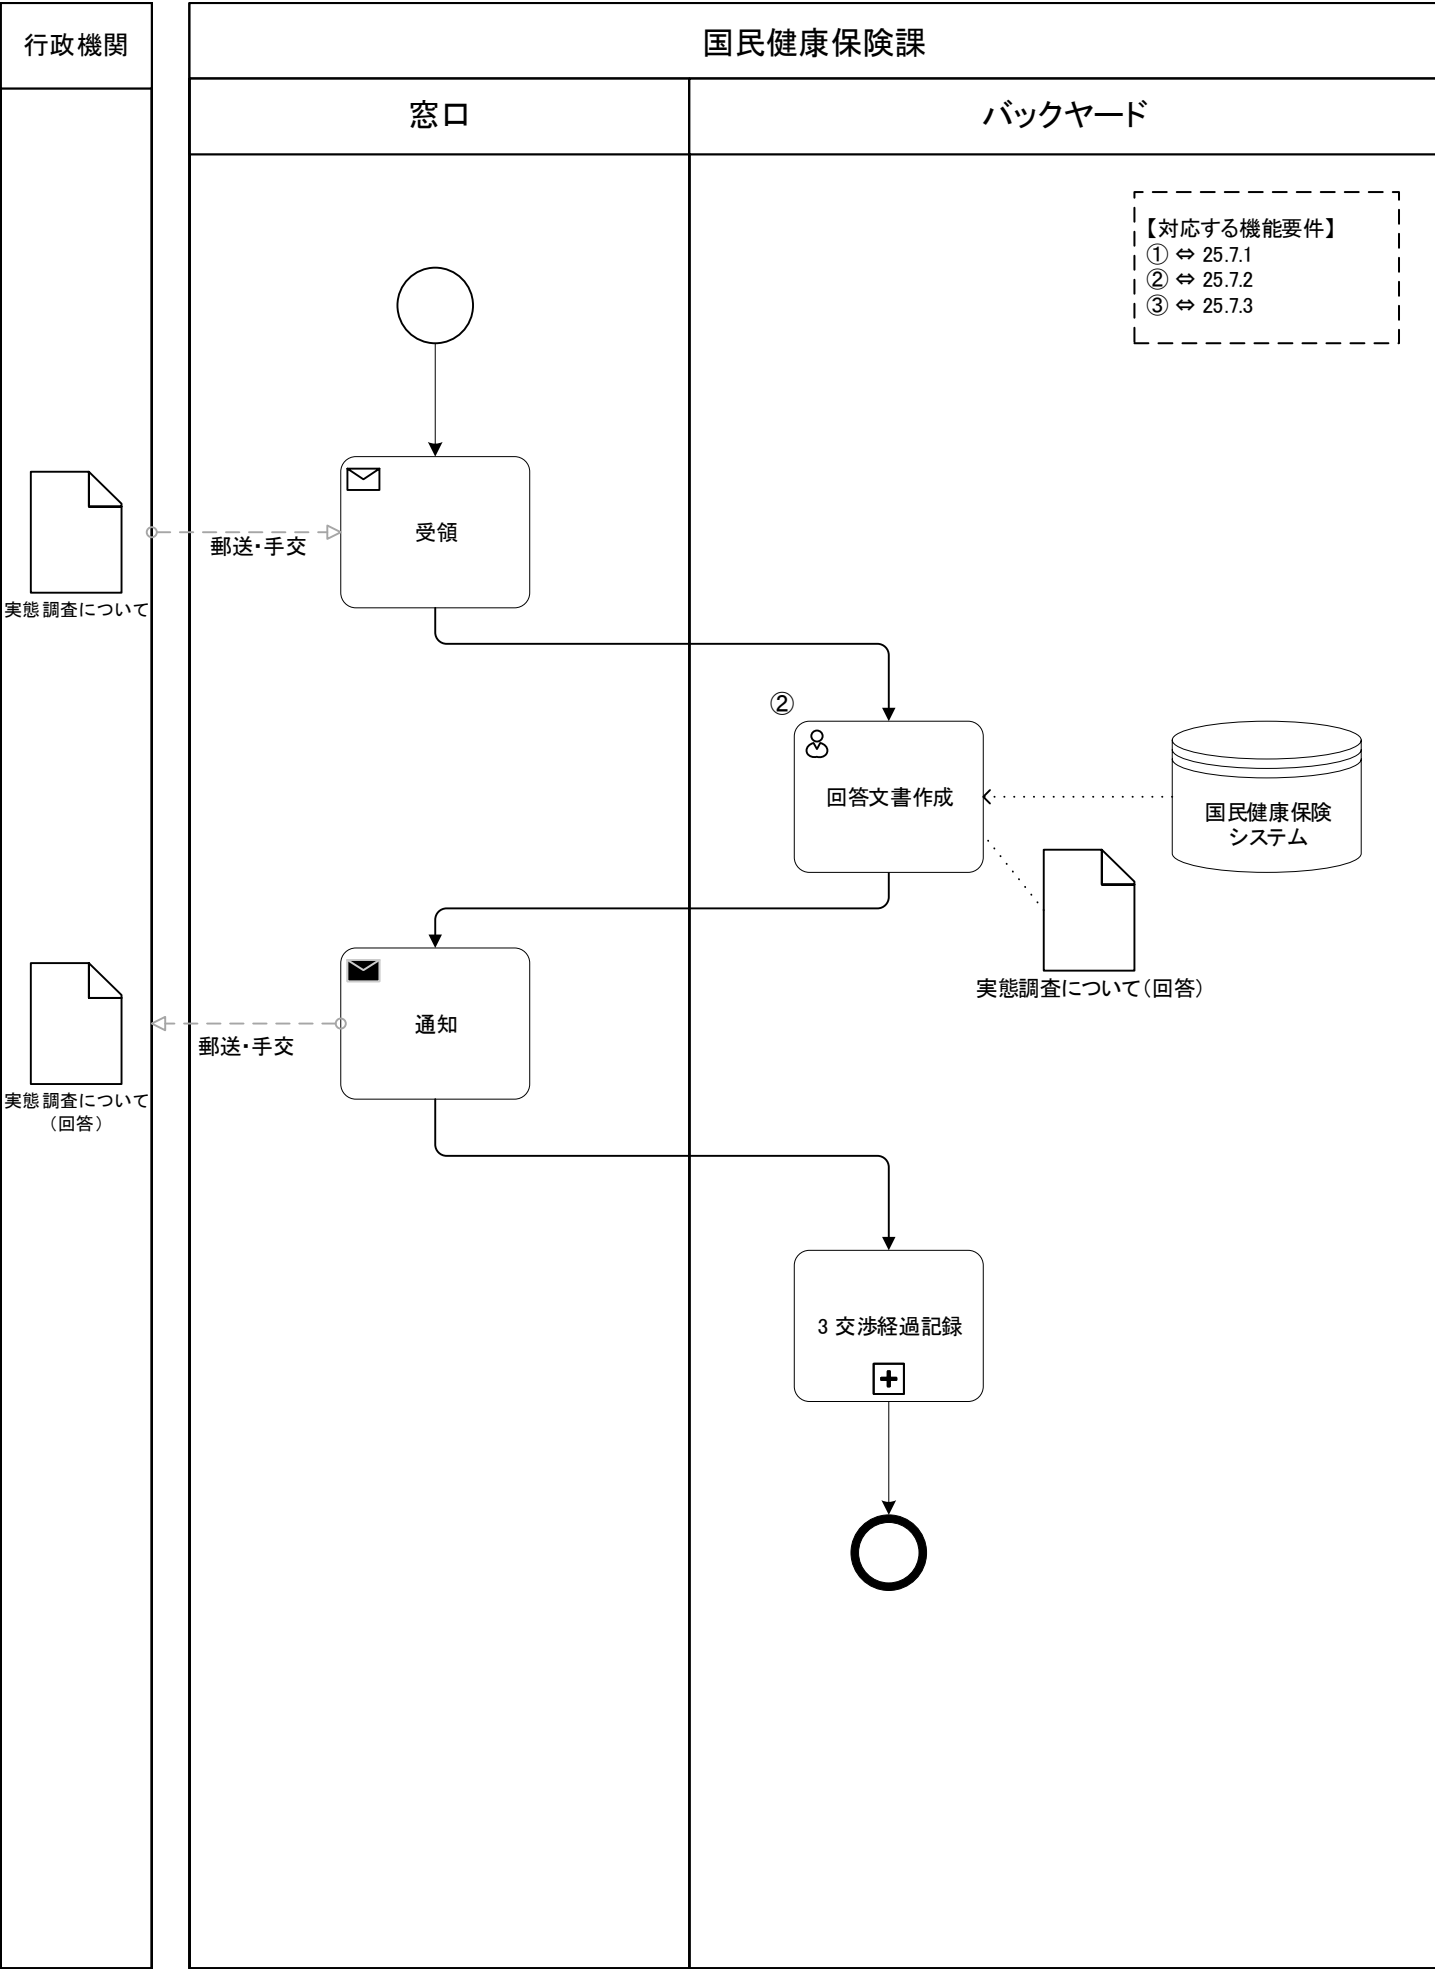 行政機関
国民健康保険課
窓口
バックヤード
【対応する機能要件】
① ⇔ 25.7.1
② ⇔ 25.7.2
③ ⇔ 25.7.3
受領
郵送・手交
実態調査について
②
回答文書作成
国民健康保険
システム
実態調査について（回答）
通知
郵送・手交
実態調査について
（回答）
3 交渉経過記録